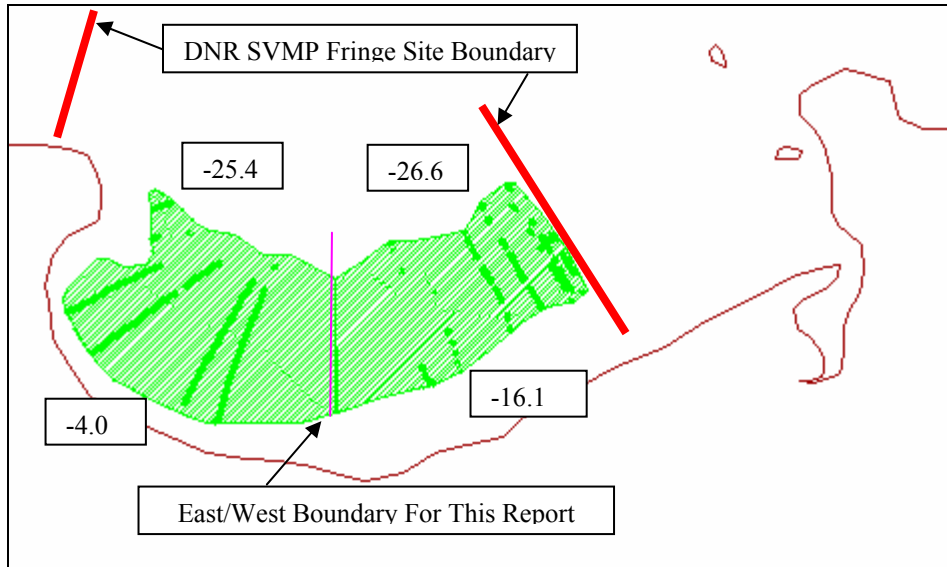 DNR SVMP Fringe Site Boundary
-25.4
-26.6
-4.0
-16.1
East/West Boundary For This Report